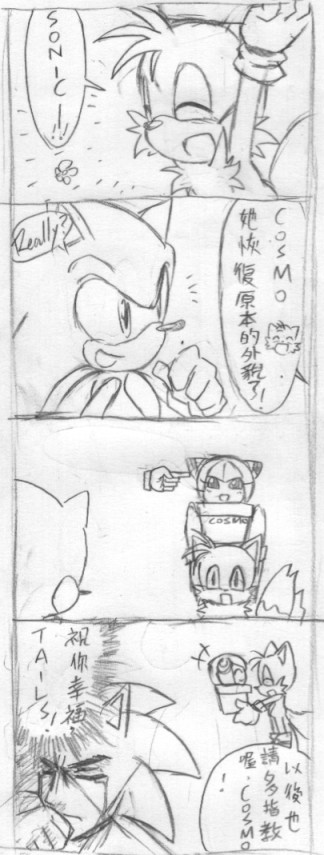 SONIC—!!
COSMO
她恢復原本的外貌了!
Really?
COSMO
祝你幸福
TAILS!
以後也
請多指教
喔,COSMO
!